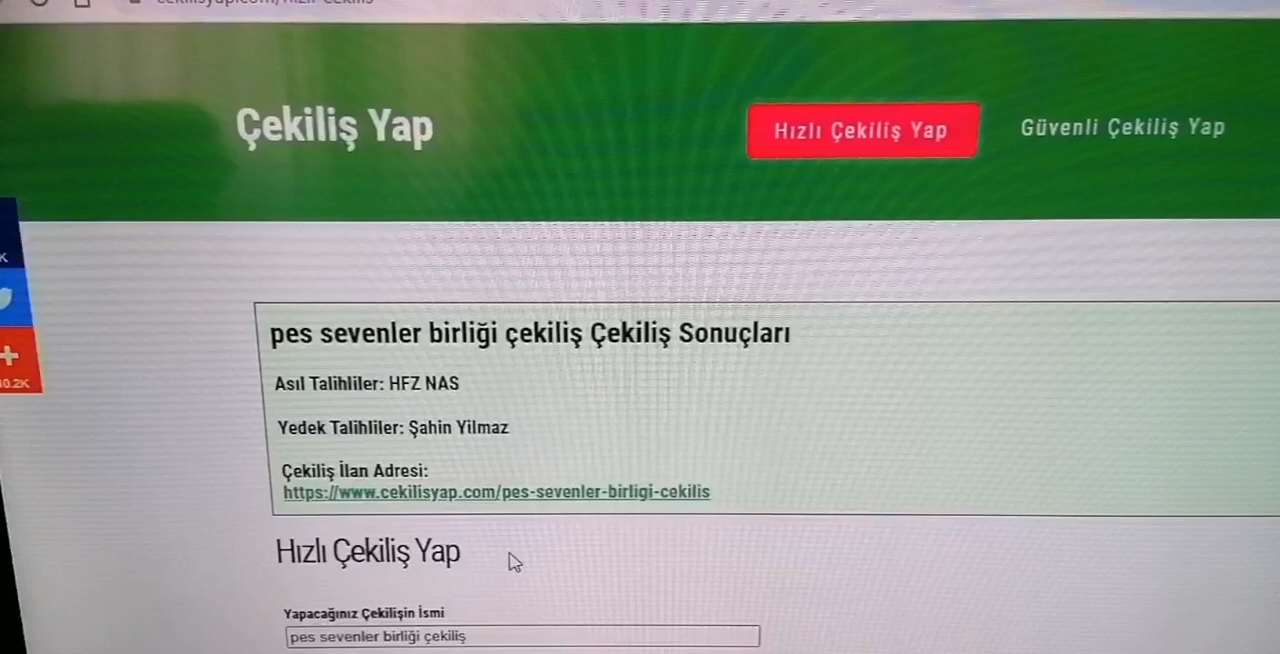 Çekiliş Yap
Hızlı Çekiliş Yap
Güvenli Çekiliş Yap
K
pes sevenler birliği çekiliş Çekiliş Sonuçları
Asıl Talihliler: HFZ NAS
Yedek Talihliler: Şahin Yilmaz
Çekiliş İlan Adresi:
https://www.cekilisyap.com/pes-sevenler-birligi-cekilis
Hızlı Çekiliş Yap
Yapacağınız Çekilişin İsmi
pes sevenler birliği çekiliş